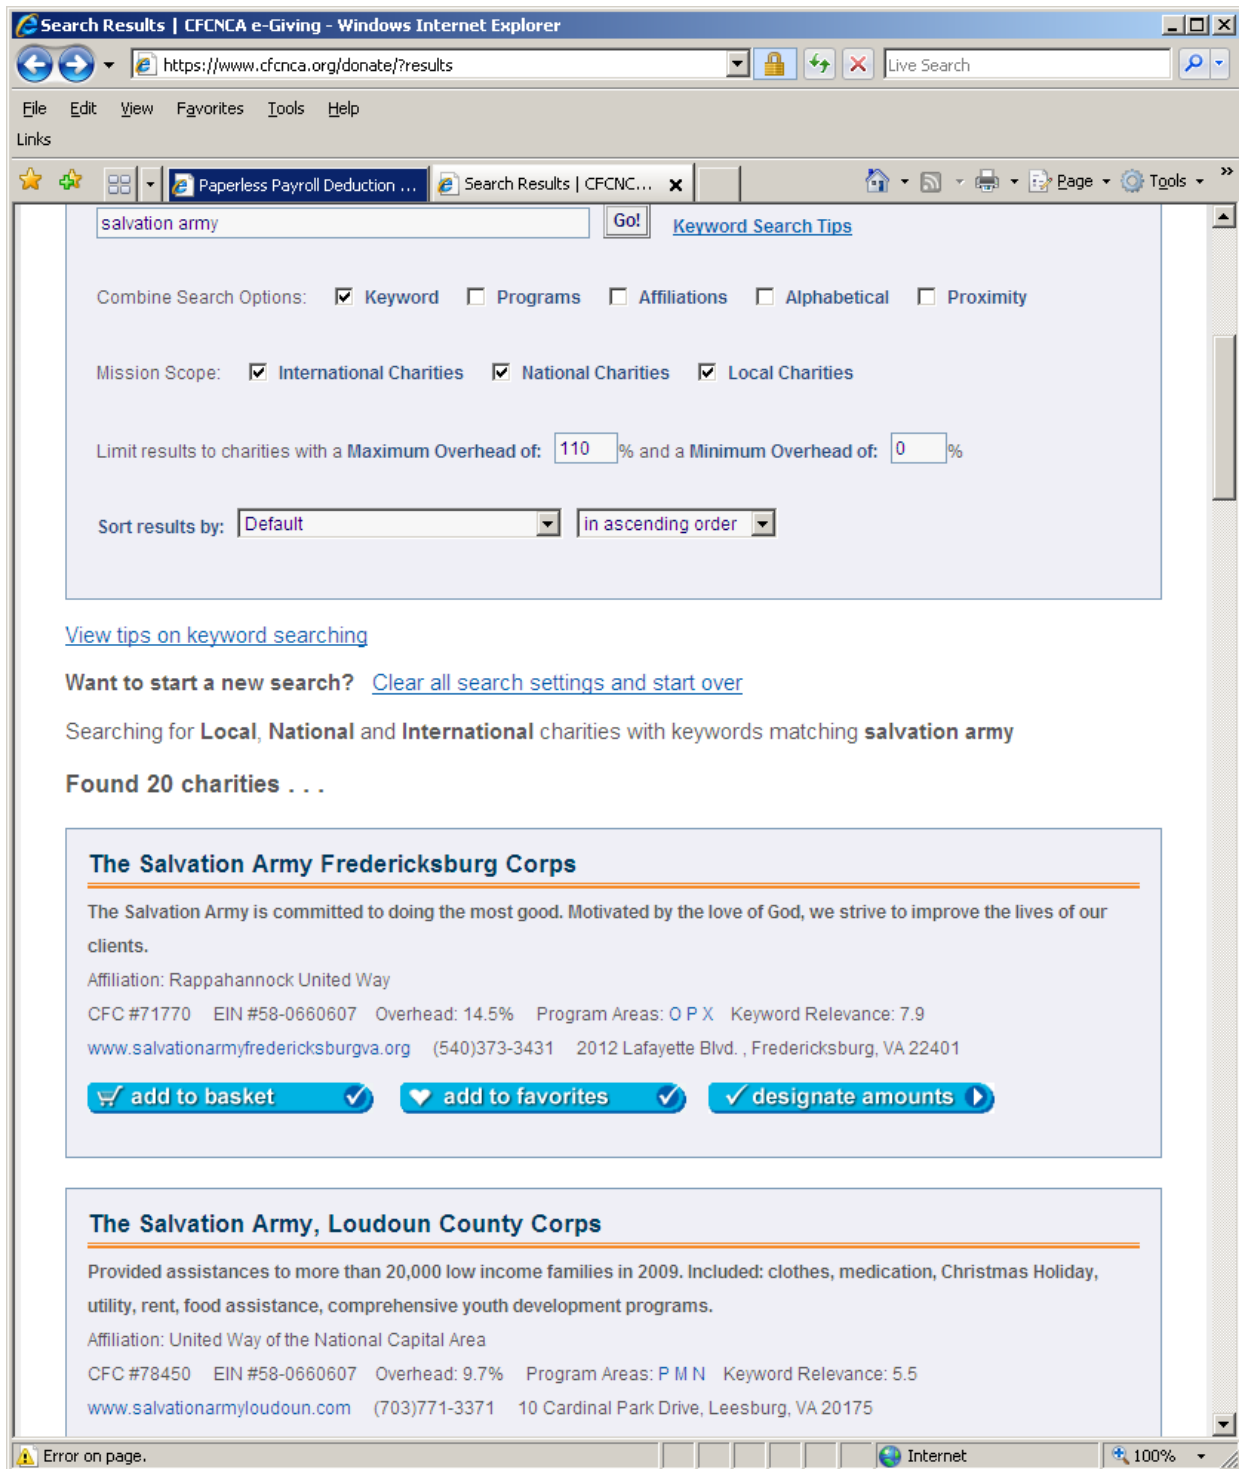 Search Results | CFCNCA e-Giving - Windows Internet Explorer
https://www.cfcnca.org/donate/?results
Live Search
File Edit View Favorites Tools Help
Links
Paperless Payroll Deduction ...
Search Results | CFCNC...
Page
Tools
salvation army
Go!
Keyword Search Tips
Combine Search Options: Keyword Programs Affiliations Alphabetical Proximity
Mission Scope: International Charities National Charities Local Charities
Limit results to charities with a Maximum Overhead of: 110 % and a Minimum Overhead of: 0 %
Sort results by: Default in ascending order
View tips on keyword searching
Want to start a new search? Clear all search settings and start over
Searching for Local, National and International charities with keywords matching salvation army
Found 20 charities . . .
The Salvation Army Fredericksburg Corps
The Salvation Army is committed to doing the most good. Motivated by the love of God, we strive to improve the lives of our
clients.
Affiliation: Rappahannock United Way
CFC #71770 EIN #58-0660607 Overhead: 14.5% Program Areas: O P X Keyword Relevance: 7.9
www.salvationarmyfredericksburgva.org (540)373-3431 2012 Lafayette Blvd. , Fredericksburg, VA 22401
add to basket
add to favorites
designate amounts
The Salvation Army, Loudoun County Corps
Provided assistances to more than 20,000 low income families in 2009. Included: clothes, medication, Christmas Holiday,
utility, rent, food assistance, comprehensive youth development programs.
Affiliation: United Way of the National Capital Area
CFC #78450 EIN #58-0660607 Overhead: 9.7% Program Areas: P M N Keyword Relevance: 5.5
www.salvationarmyloudoun.com (703)771-3371 10 Cardinal Park Drive, Leesburg, VA 20175
Error on page.
Internet
100%